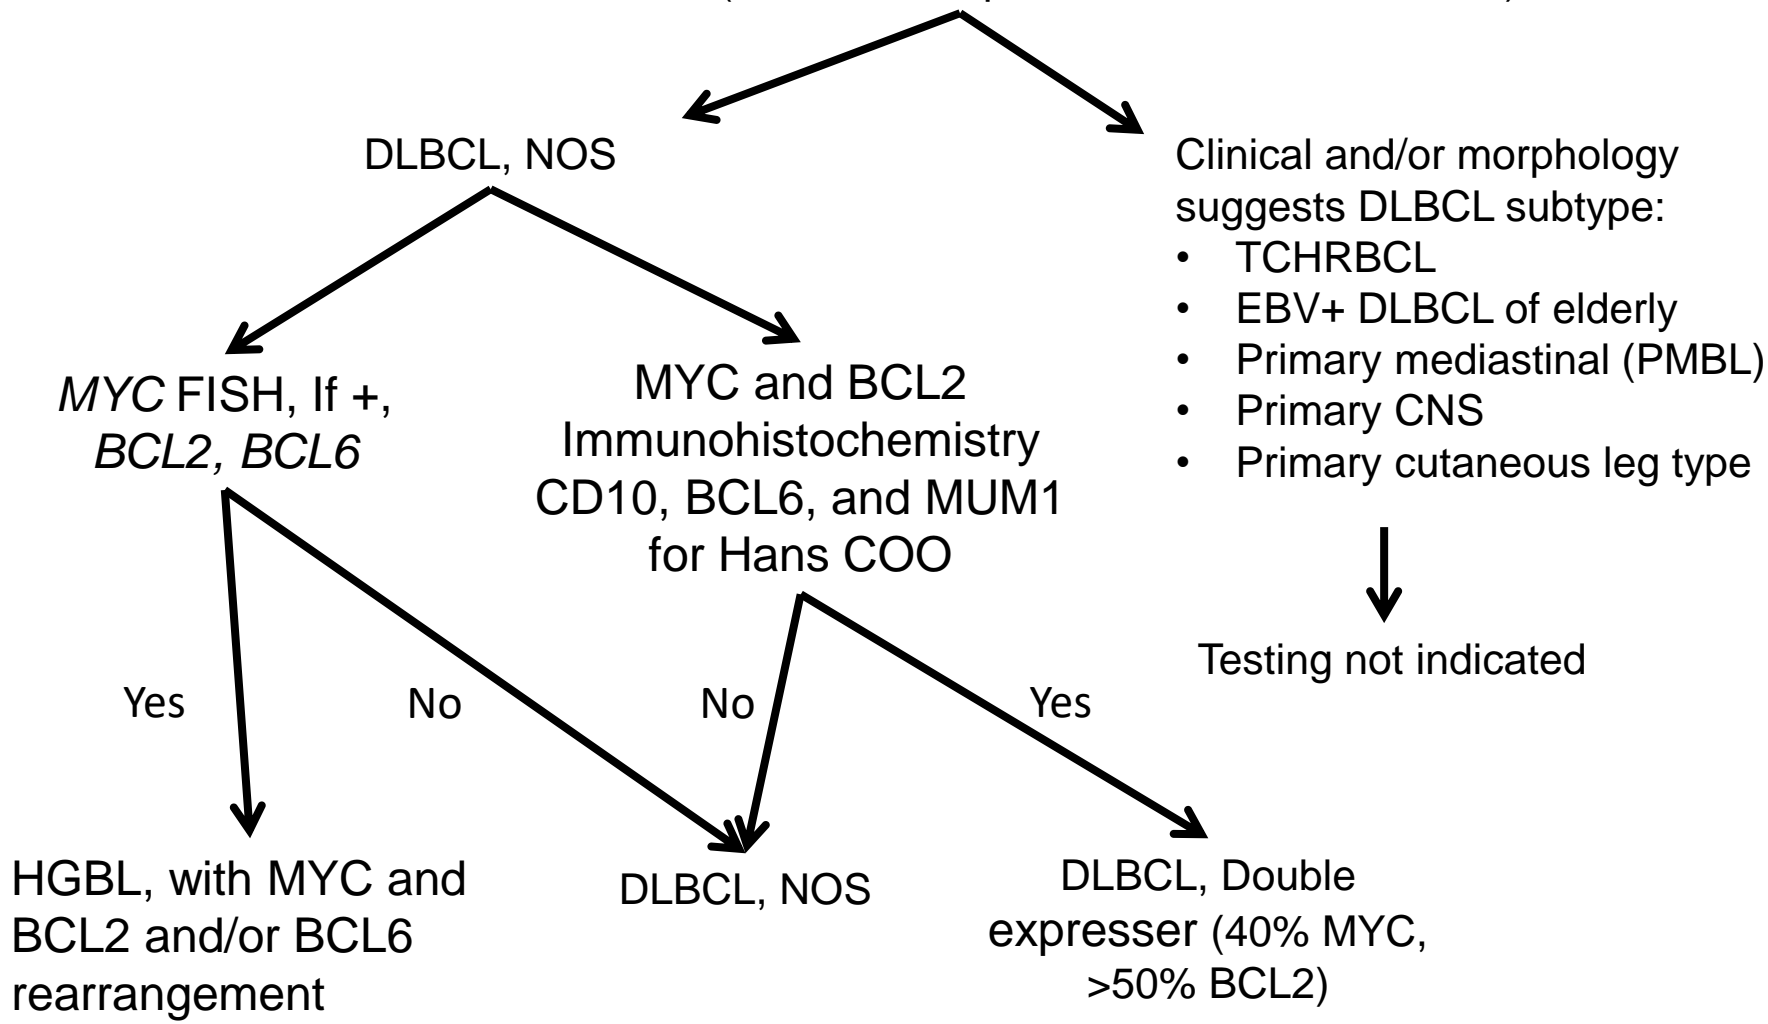 DLBCL, NOS
Clinical and/or morphology
suggests DLBCL subtype:
• TCHRBCL
• EBV+ DLBCL of elderly
• Primary mediastinal (PMBL)
• Primary CNS
• Primary cutaneous leg type
MYC FISH, If +,
BCL2, BCL6
MYC and BCL2
Immunohistochemistry
CD10, BCL6, and MUM1
for Hans COO
Testing not indicated
Yes
No
No
Yes
HGBL, with MYC and
BCL2 and/or BCL6
rearrangement
DLBCL, NOS
DLBCL, Double
expresser (40% MYC,
>50% BCL2)